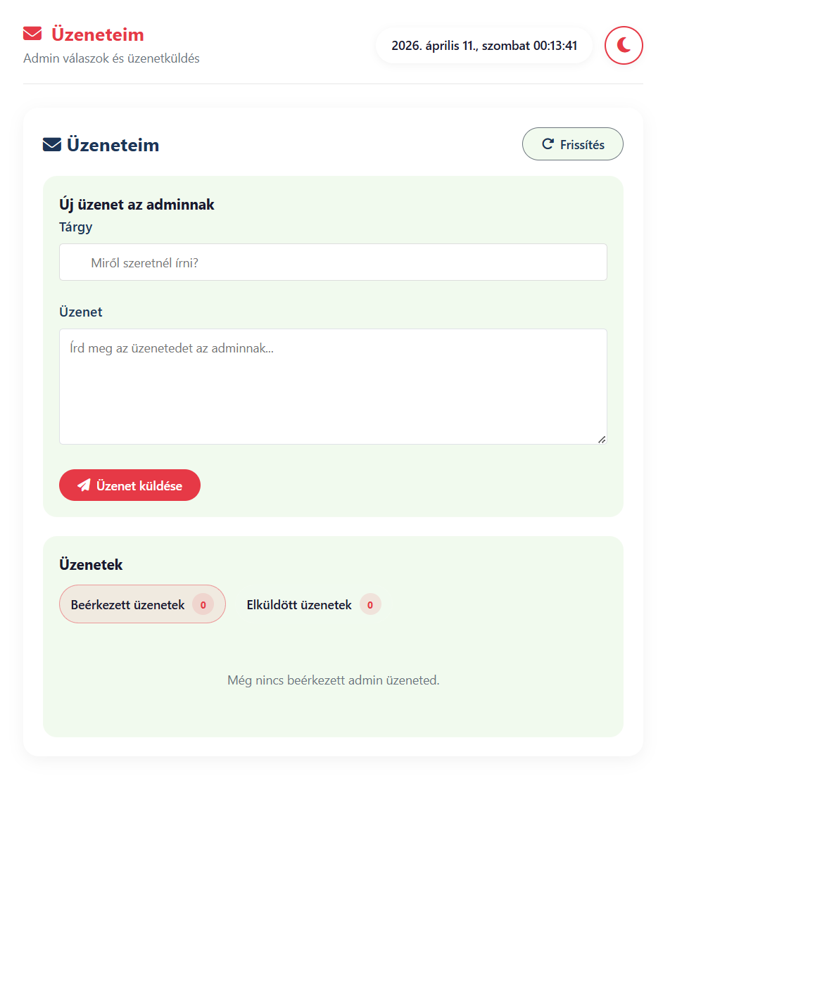 Üzeneteim
Admin válaszok és üzenetküldés
2026. április 11., szombat 00:13:41
Üzeneteim
Frissítés
Új üzenet az adminnak
Tárgy
Miről szeretnél írni?
Üzenet
Írd meg az üzenetedet az adminnak...
Üzenet küldése
Üzenetek
Beérkezett üzenetek 0
Elküldött üzenetek 0
Még nincs beérkezett admin üzeneted.